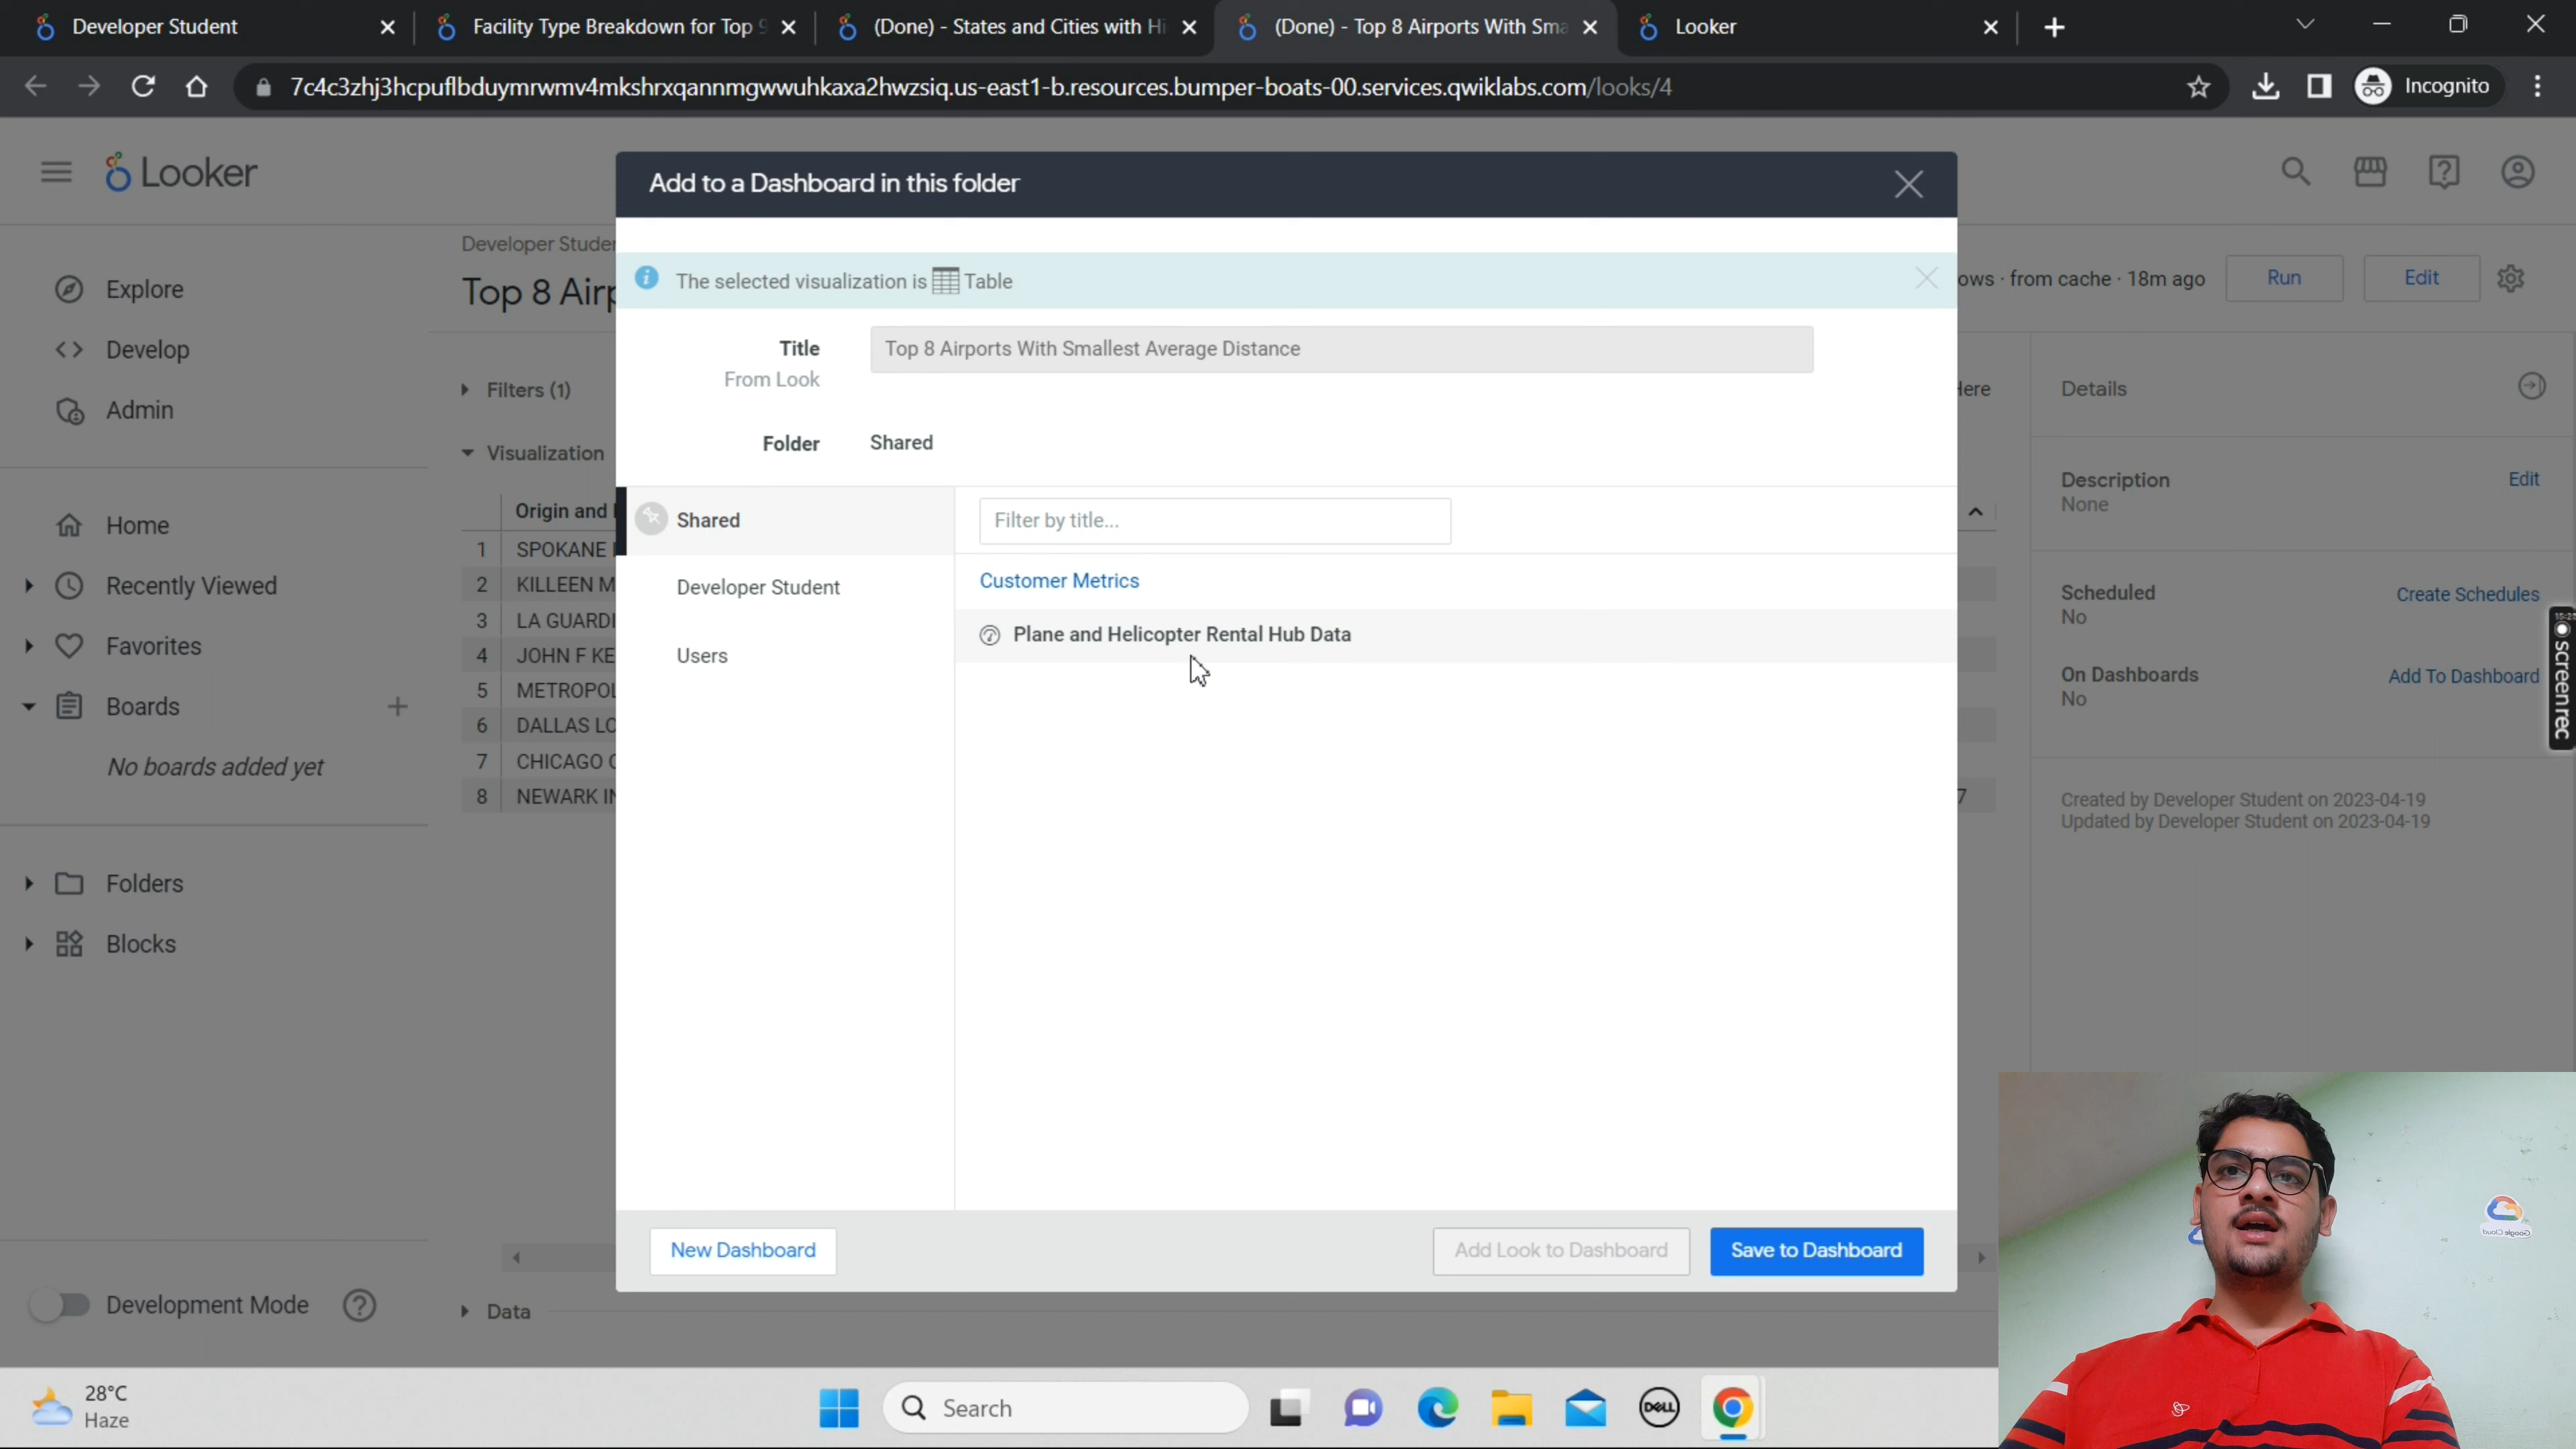 Developer Student
Facility Type Breakdown for Top 9
(Done) - States and Cities with Hi
(Done) - Top 8 Airports With Sma
Looker
7c4c3zhj3hcpuflbduymrwmv4mkshrxqannmgwwuhkaxa2hwzsiq.us-east1-b.resources.bumper-boats-00.services.qwiklabs.com/looks/4
Incognito
Looker
Add to a Dashboard in this folder
Developer Studen
Explore
The selected visualization is Table
Top 8 Airp
ows · from cache · 18m ago
Run
Edit
Develop
Title
Top 8 Airports With Smallest Average Distance
From Look
Filters (1)
Here
Details
Admin
Folder
Shared
Visualization
Description
Edit
None
Origin and
Shared
Filter by title...
Home
1 SPOKANE
2 KILLEEN M
3 LA GUARDI
4 JOHN F KE
5 METROPOL
6 DALLAS LO
7 CHICAGO
8 NEWARK IN
7
Developer Student
Customer Metrics
Recently Viewed
Scheduled
Create Schedules
No
Plane and Helicopter Rental Hub Data
Favorites
Users
On Dashboards
Add To Dashboard
No
screenrec
Boards
No boards added yet
Created by Developer Student on 2023-04-19
Updated by Developer Student on 2023-04-19
Folders
Blocks
New Dashboard
Add Look to Dashboard
Save to Dashboard
Development Mode
Data
Google Cloud
28°C
Haze
Search
DELL